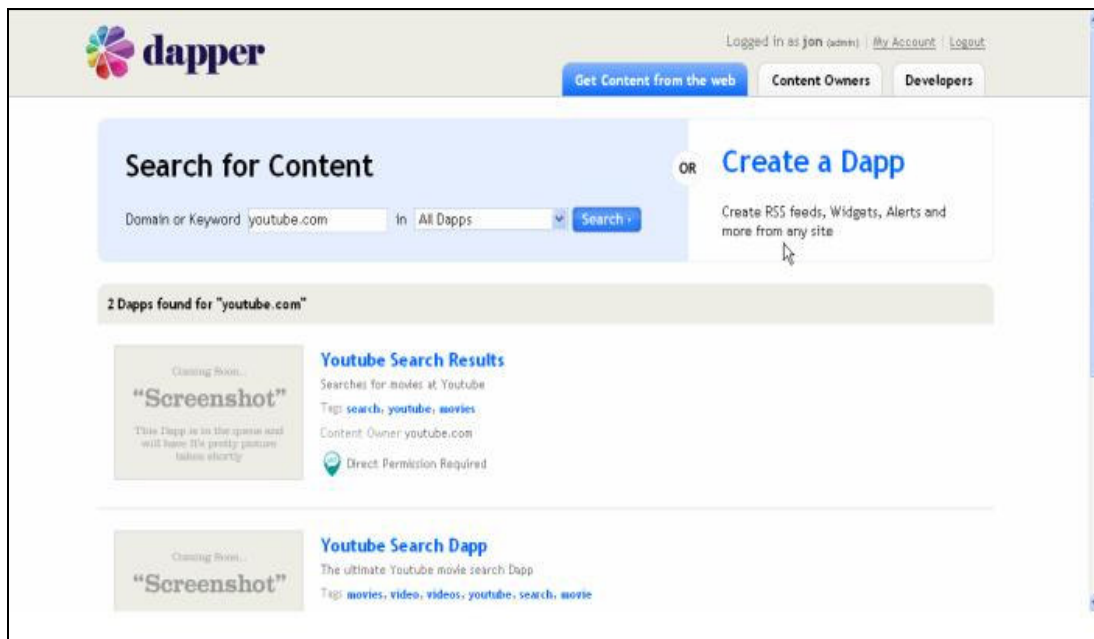 dapper
Logged in as jon (admin) | My Account | Logout
Get Content from the web
Content Owners
Developers
Search for Content
Domain or Keyword youtube.com in All Dapps Search ›
OR
Create a Dapp
Create RSS feeds, Widgets, Alerts and
more from any site
2 Dapps found for "youtube.com"
Coming Soon...
“Screenshot”
This Dapp is in the queue and
will have It's pretty picture
taken shortly
Youtube Search Results
Searches for movies at Youtube
Tags search, youtube, movies
Content Owner youtube.com
Direct Permission Required
Coming Soon...
“Screenshot”
Youtube Search Dapp
The ultimate Youtube movie search Dapp
Tags movies, video, videos, youtube, search, movie